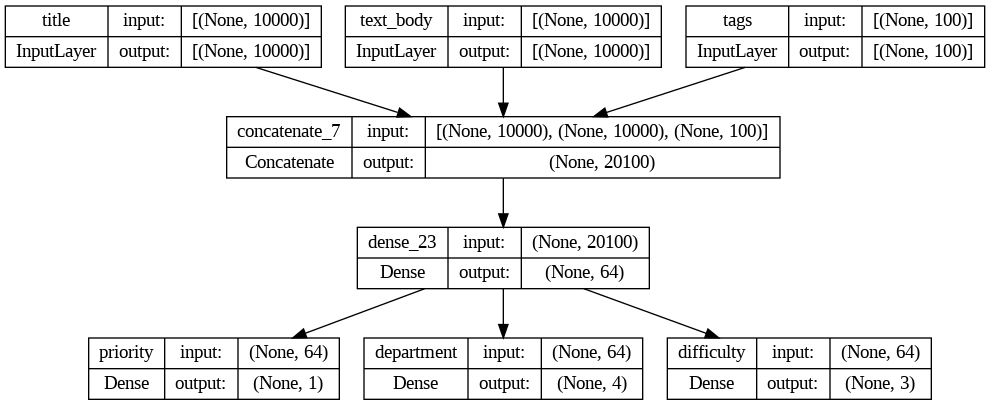 title input: [(None, 10000)]
InputLayer output: [(None, 10000)]
text_body input: [(None, 10000)]
InputLayer output: [(None, 10000)]
tags input: [(None, 100)]
InputLayer output: [(None, 100)]
concatenate_7 input: [(None, 10000), (None, 10000), (None, 100)]
Concatenate output: (None, 20100)
dense_23 input: (None, 20100)
Dense output: (None, 64)
priority input: (None, 64)
Dense output: (None, 1)
department input: (None, 64)
Dense output: (None, 4)
difficulty input: (None, 64)
Dense output: (None, 3)